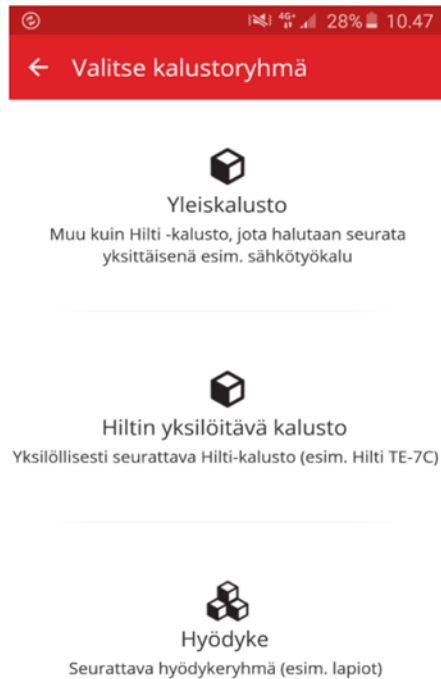 4G+ 28% 10.47
Valitse kalustoryhmä
Yleiskalusto
Muu kuin Hilti -kalusto, jota halutaan seurata
yksittäisenä esim. sähkötyökalu
Hiltin yksilöitävä kalusto
Yksilöllisesti seurattava Hilti-kalusto (esim. Hilti TE-7C)
Hyödyke
Seurattava hyödykeryhmä (esim. lapiot)